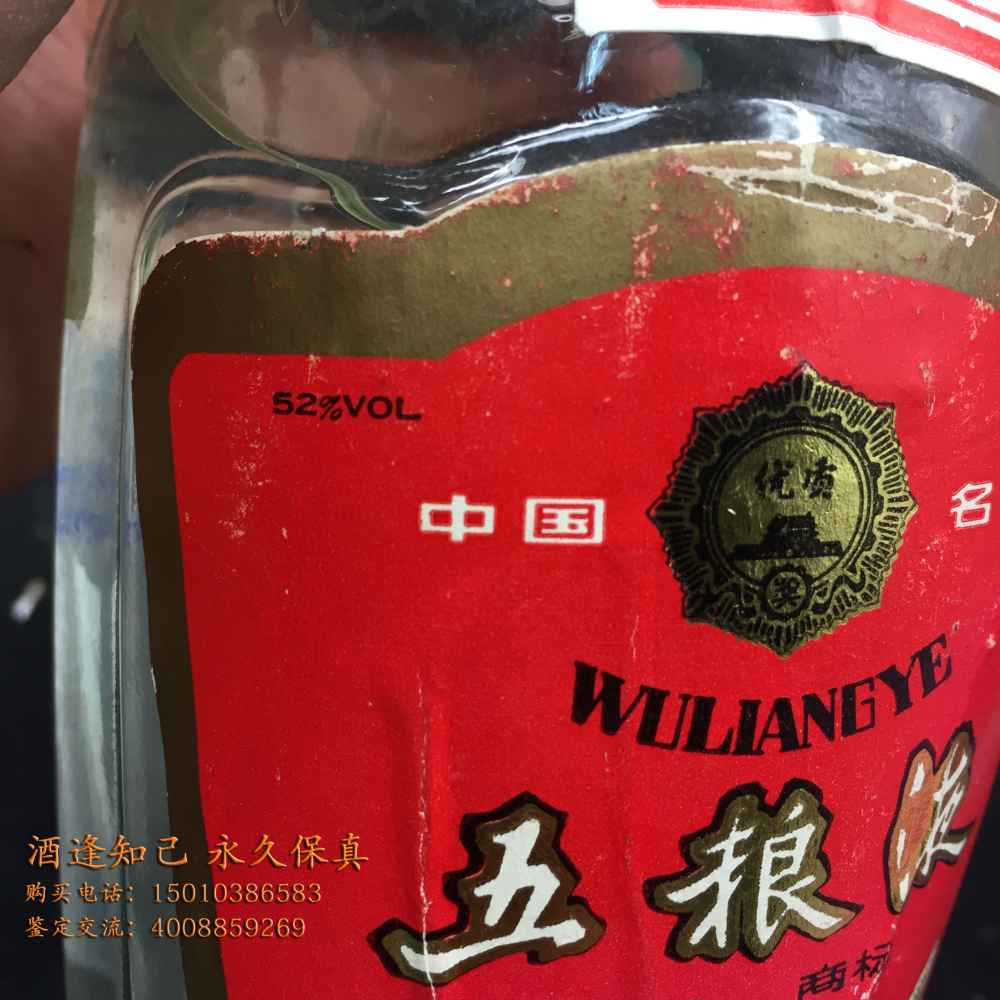 52%VOL
优质
中国 名
奖
WULIANGYE
五粮液
商标
酒逢知己 永久保真
购买电话：15010386583
鉴定交流：4008859269